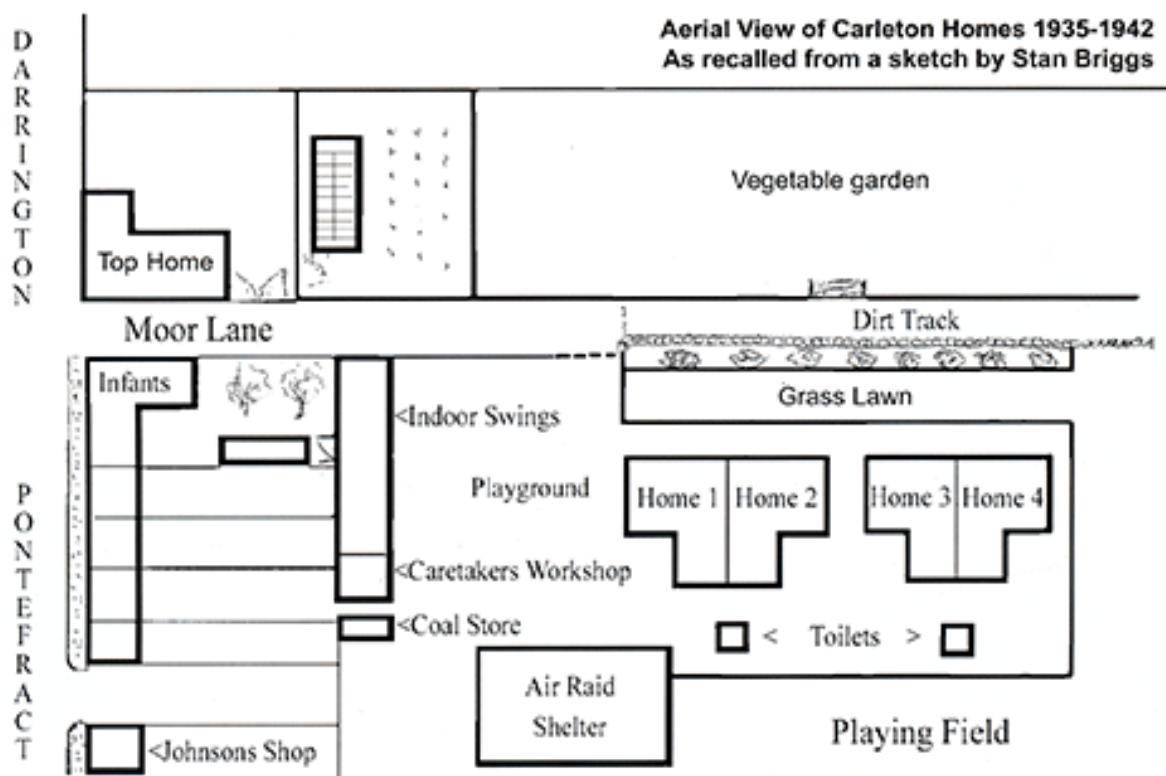 Aerial View of Carleton Homes 1935-1942
As recalled from a sketch by Stan Briggs
DARRINGTON
Vegetable garden
Top Home
Moor Lane
Dirt Track
Infants
Grass Lawn
<Indoor Swings
PONTEFRACT
Playground
Home 1
Home 2
Home 3
Home 4
<Caretakers Workshop
<Coal Store
< Toilets >
Air Raid
Shelter
Playing Field
<Johnsons Shop